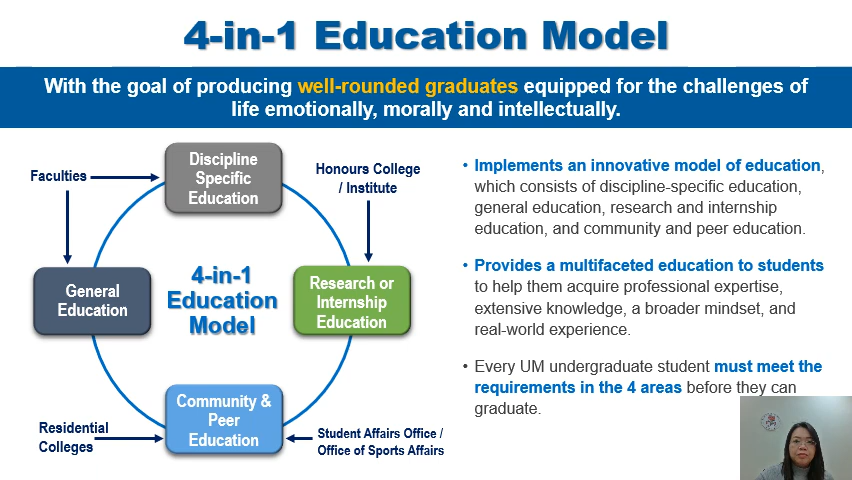 4-in-1 Education Model
With the goal of producing well-rounded graduates equipped for the challenges of
life emotionally, morally and intellectually.
Faculties
Discipline
Specific
Education
Honours College
/ Institute
General
Education
4-in-1
Education
Model
Research or
Internship
Education
Community &
Peer
Education
Residential
Colleges
Student Affairs Office /
Office of Sports Affairs
• Implements an innovative model of education,
which consists of discipline-specific education,
general education, research and internship
education, and community and peer education.
• Provides a multifaceted education to students
to help them acquire professional expertise,
extensive knowledge, a broader mindset, and
real-world experience.
• Every UM undergraduate student must meet the
requirements in the 4 areas before they can
graduate.